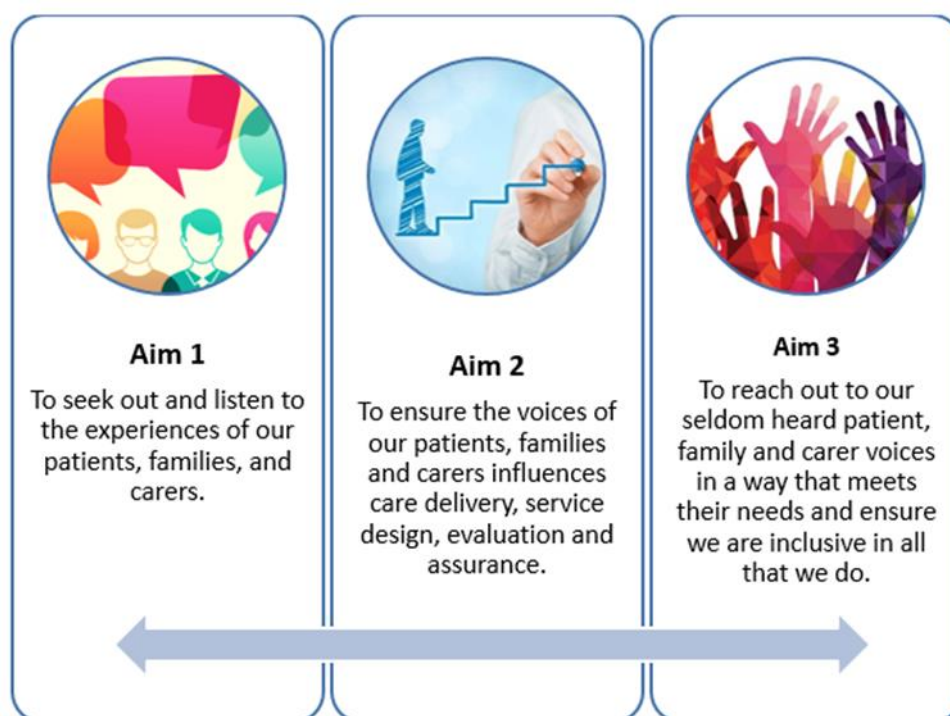 Aim 1
To seek out and listen to
the experiences of our
patients, families, and
carers.
Aim 2
To ensure the voices of
our patients, families
and carers influences
care delivery, service
design, evaluation and
assurance.
Aim 3
To reach out to our
seldom heard patient,
family and carer voices
in a way that meets
their needs and ensure
we are inclusive in all
that we do.